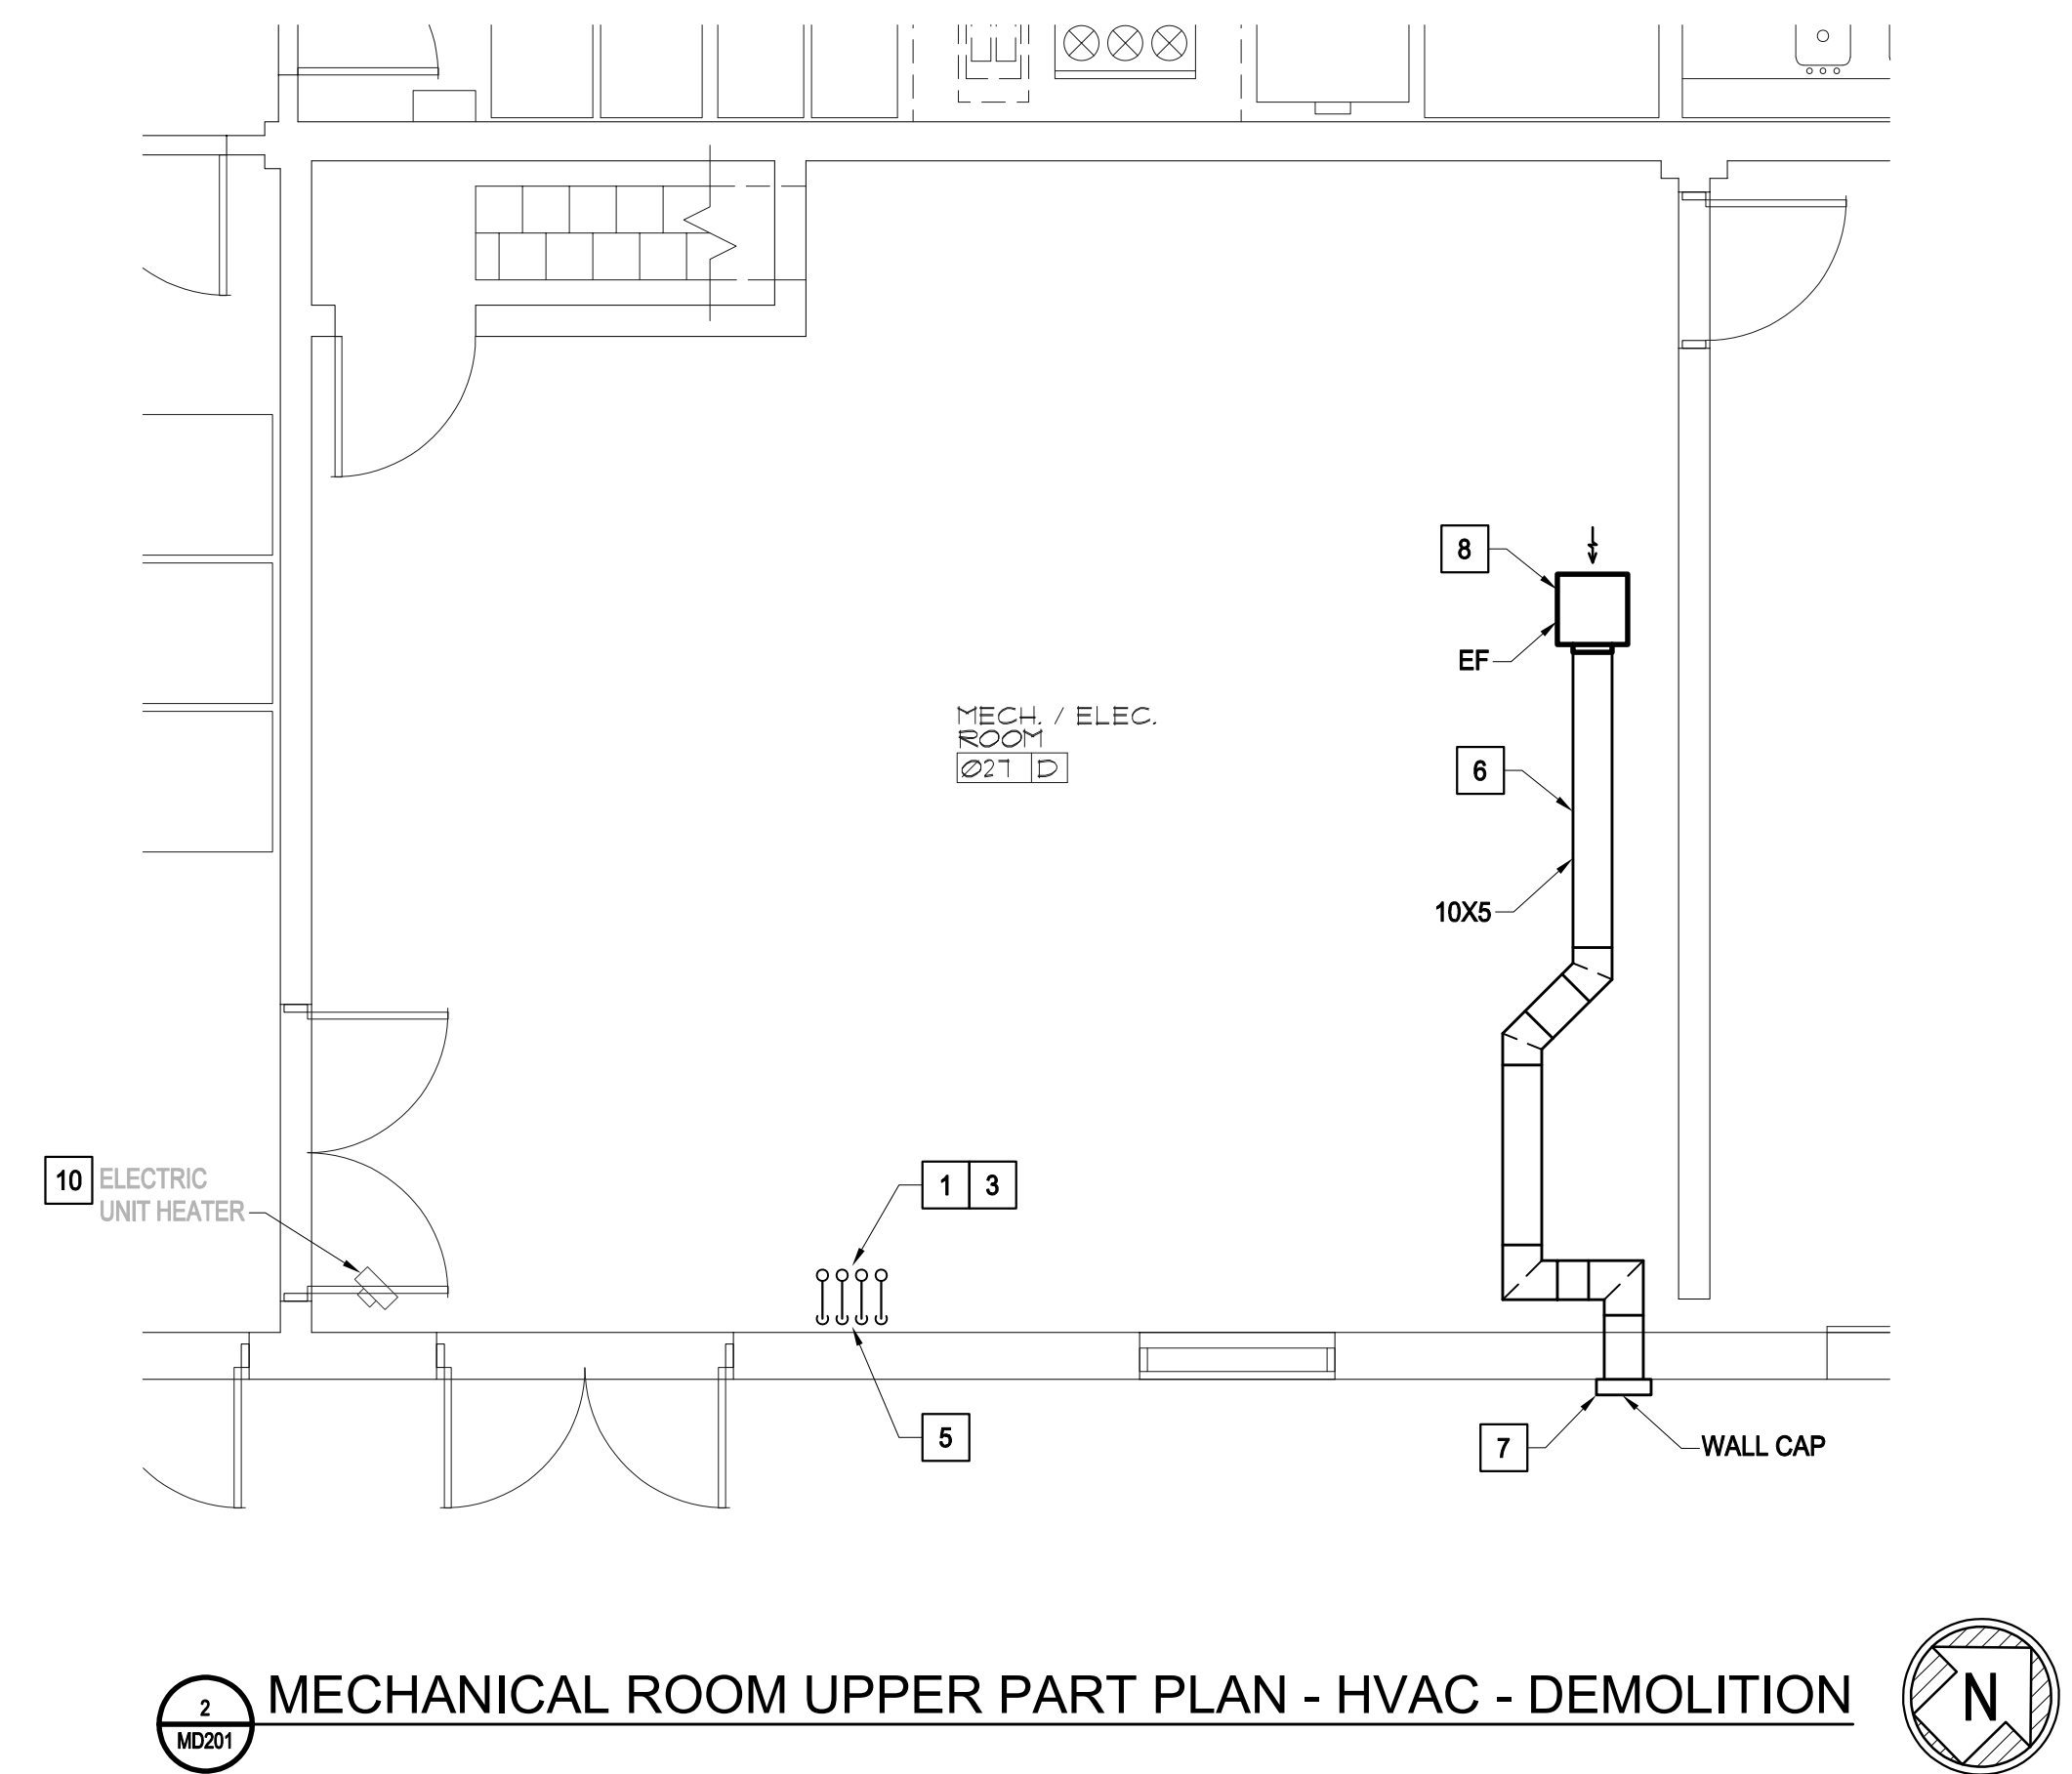 8
EF
MECH. / ELEC.
ROOM
Ø27 D
6
10X5
10 ELECTRIC
UNIT HEATER
1 3
5
7
WALL CAP
2
MD201
MECHANICAL ROOM UPPER PART PLAN - HVAC - DEMOLITION
N